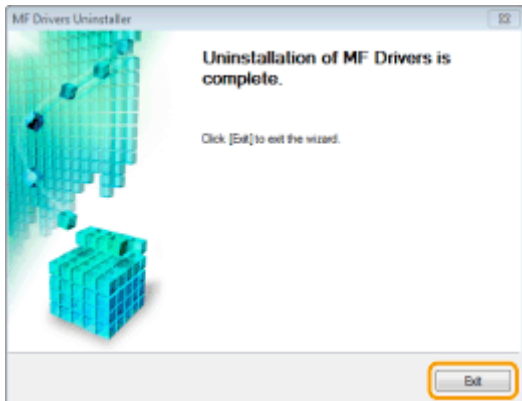 MF Drivers Uninstaller
Uninstallation of MF Drivers is
complete.
Click [Exit] to exit the wizard.
Exit